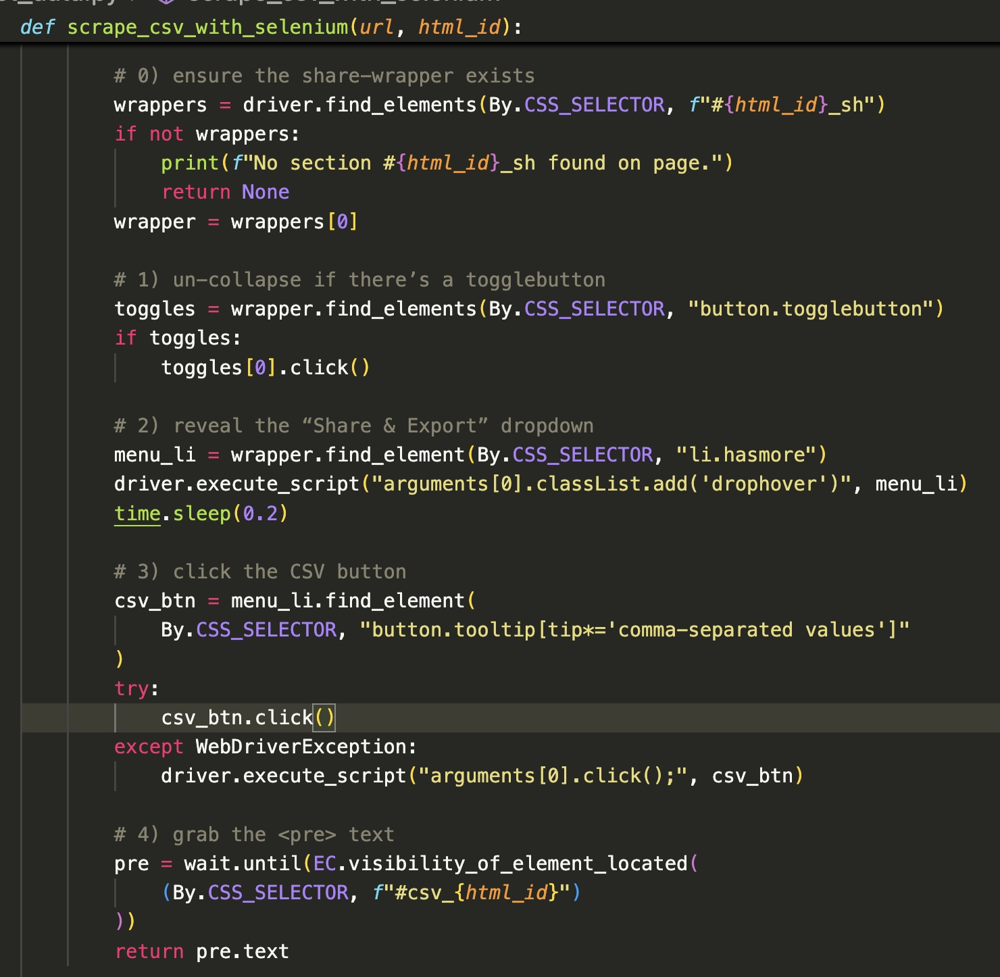 def scrape_csv_with_selenium(url, html_id):
# 0) ensure the share-wrapper exists
wrappers = driver.find_elements(By.CSS_SELECTOR, f"#{html_id}_sh")
if not wrappers:
print(f"No section #{html_id}_sh found on page.")
return None
wrapper = wrappers[0]
# 1) un-collapse if there’s a togglebutton
toggles = wrapper.find_elements(By.CSS_SELECTOR, "button.togglebutton")
if toggles:
toggles[0].click()
# 2) reveal the “Share & Export” dropdown
menu_li = wrapper.find_element(By.CSS_SELECTOR, "li.hasmore")
driver.execute_script("arguments[0].classList.add('drophover')", menu_li)
time.sleep(0.2)
# 3) click the CSV button
csv_btn = menu_li.find_element(
By.CSS_SELECTOR, "button.tooltip[tip*='comma-separated values']"
)
try:
csv_btn.click()
except WebDriverException:
driver.execute_script("arguments[0].click();", csv_btn)
# 4) grab the <pre> text
pre = wait.until(EC.visibility_of_element_located(
(By.CSS_SELECTOR, f"#csv_{html_id}")
))
return pre.text